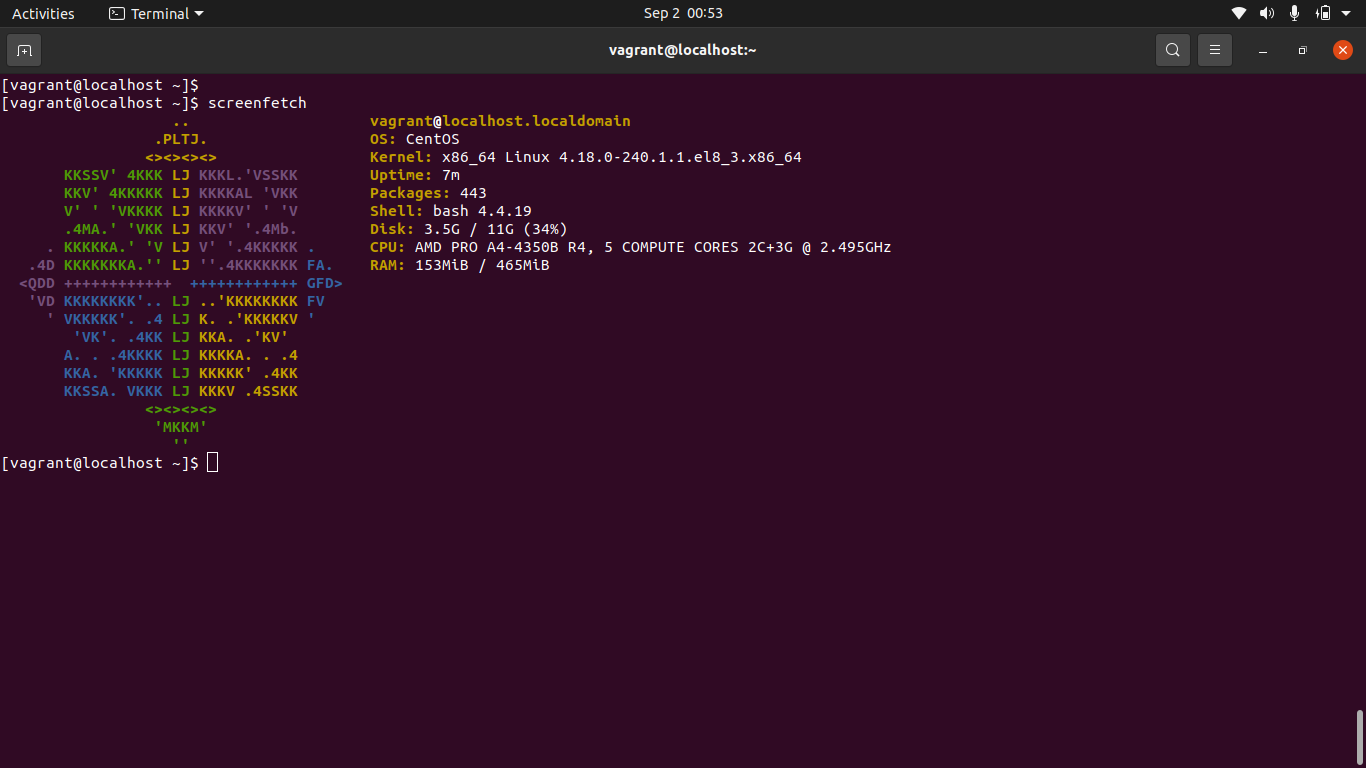 Activities Terminal Sep 2 00:53
vagrant@localhost:~
[vagrant@localhost ~]$
[vagrant@localhost ~]$ screenfetch
                   ..                    vagrant@localhost.localdomain
                 .PLTJ.                  OS: CentOS
                <><><><>                 Kernel: x86_64 Linux 4.18.0-240.1.1.el8_3.x86_64
       KKSSV' 4KKK LJ KKKL.'VSSKK        Uptime: 7m
       KKV' 4KKKKK LJ KKKKAL 'VKK        Packages: 443
       V' ' 'VKKKK LJ KKKKV' ' 'V        Shell: bash 4.4.19
       .4MA.' 'VKK LJ KKV' '.4Mb.        Disk: 3.5G / 11G (34%)
     . KKKKKA.' 'V LJ V' '.4KKKKK .      CPU: AMD PRO A4-4350B R4, 5 COMPUTE CORES 2C+3G @ 2.495GHz
   .4D KKKKKKKA.'' LJ ''.4KKKKKKK FA.    RAM: 153MiB / 465MiB
  <QDD ++++++++++++  ++++++++++++ GFD>
   'VD KKKKKKKK'.. LJ ..'KKKKKKKK FV
     ' VKKKKK'. .4 LJ K. .'KKKKKV '
        'VK'. .4KK LJ KKA. .'KV'
       A. . .4KKKK LJ KKKKA. . .4
       KKA. 'KKKKK LJ KKKKK' .4KK
       KKSSA. VKKK LJ KKKV .4SSKK
                <><><><>
                 'MKKM'
                   ''
[vagrant@localhost ~]$